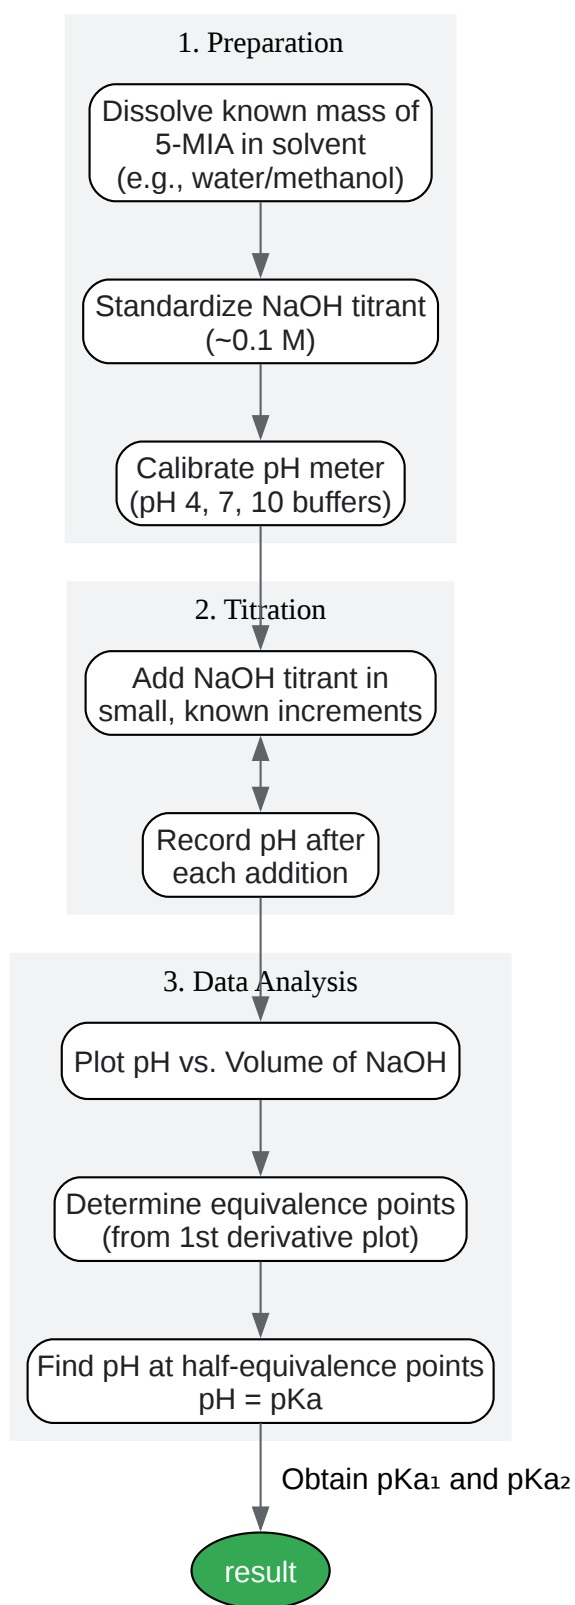 1. Preparation
Dissolve known mass of
5-MIA in solvent
(e.g., water/methanol)
Standardize NaOH titrant
(~0.1 M)
Calibrate pH meter
(pH 4, 7, 10 buffers)
2. Titration
Add NaOH titrant in
small, known increments
Record pH after
each addition
3. Data Analysis
Plot pH vs. Volume of NaOH
Determine equivalence points
(from 1st derivative plot)
Find pH at half-equivalence points
pH = pKa
Obtain pKa₁ and pKa₂
result